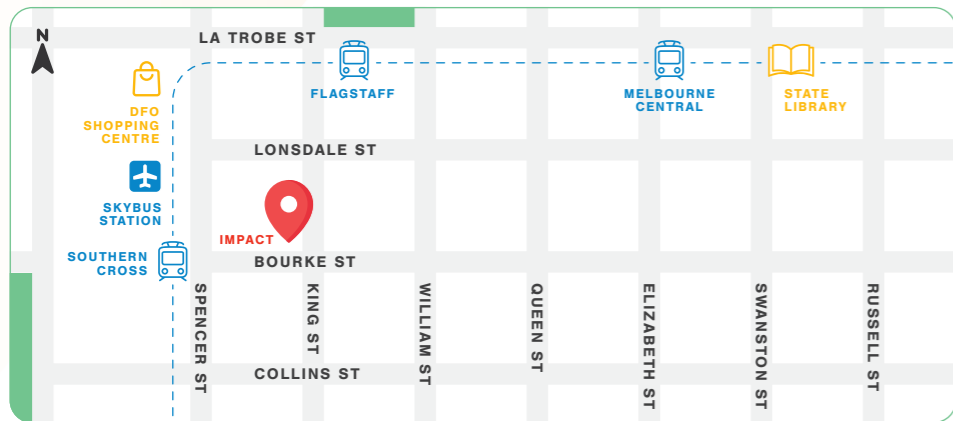 N
LA TROBE ST
FLAGSTAFF
MELBOURNE
CENTRAL
STATE
LIBRARY
DFO
SHOPPING
CENTRE
LONSDALE ST
SKYBUS
STATION
IMPACT
SOUTHERN
CROSS
BOURKE ST
SPENCER ST
KING ST
WILLIAM ST
QUEEN ST
ELIZABETH ST
SWANSTON ST
RUSSELL ST
COLLINS ST